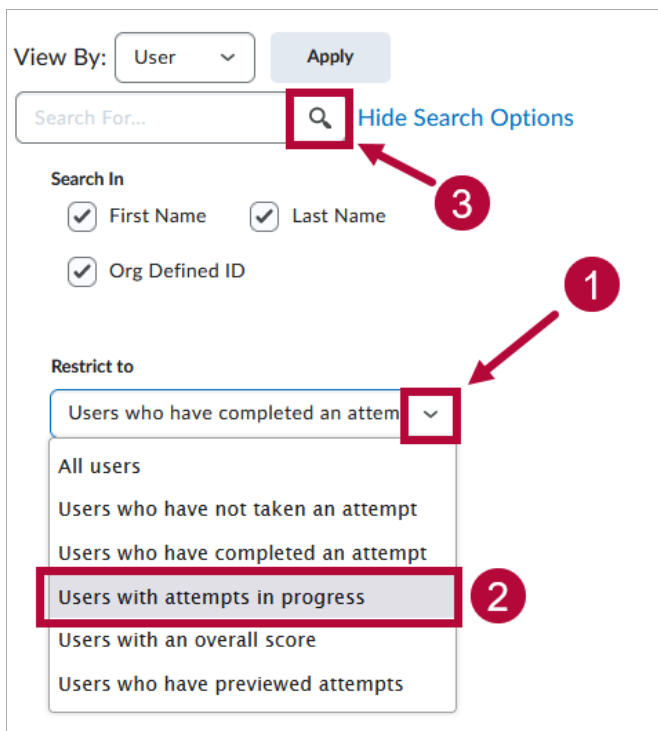 View By: User Apply
Search For... Hide Search Options
3
Search In
First Name Last Name
Org Defined ID
1
Restrict to
Users who have completed an attem
All users
Users who have not taken an attempt
Users who have completed an attempt
Users with attempts in progress 2
Users with an overall score
Users who have previewed attempts